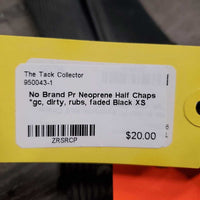 The Tack Collector
950043-1
No Brand Pr Neoprene Half Chaps
*gc, dirty, rubs, faded Black XS
$20.00
ZRSRCP